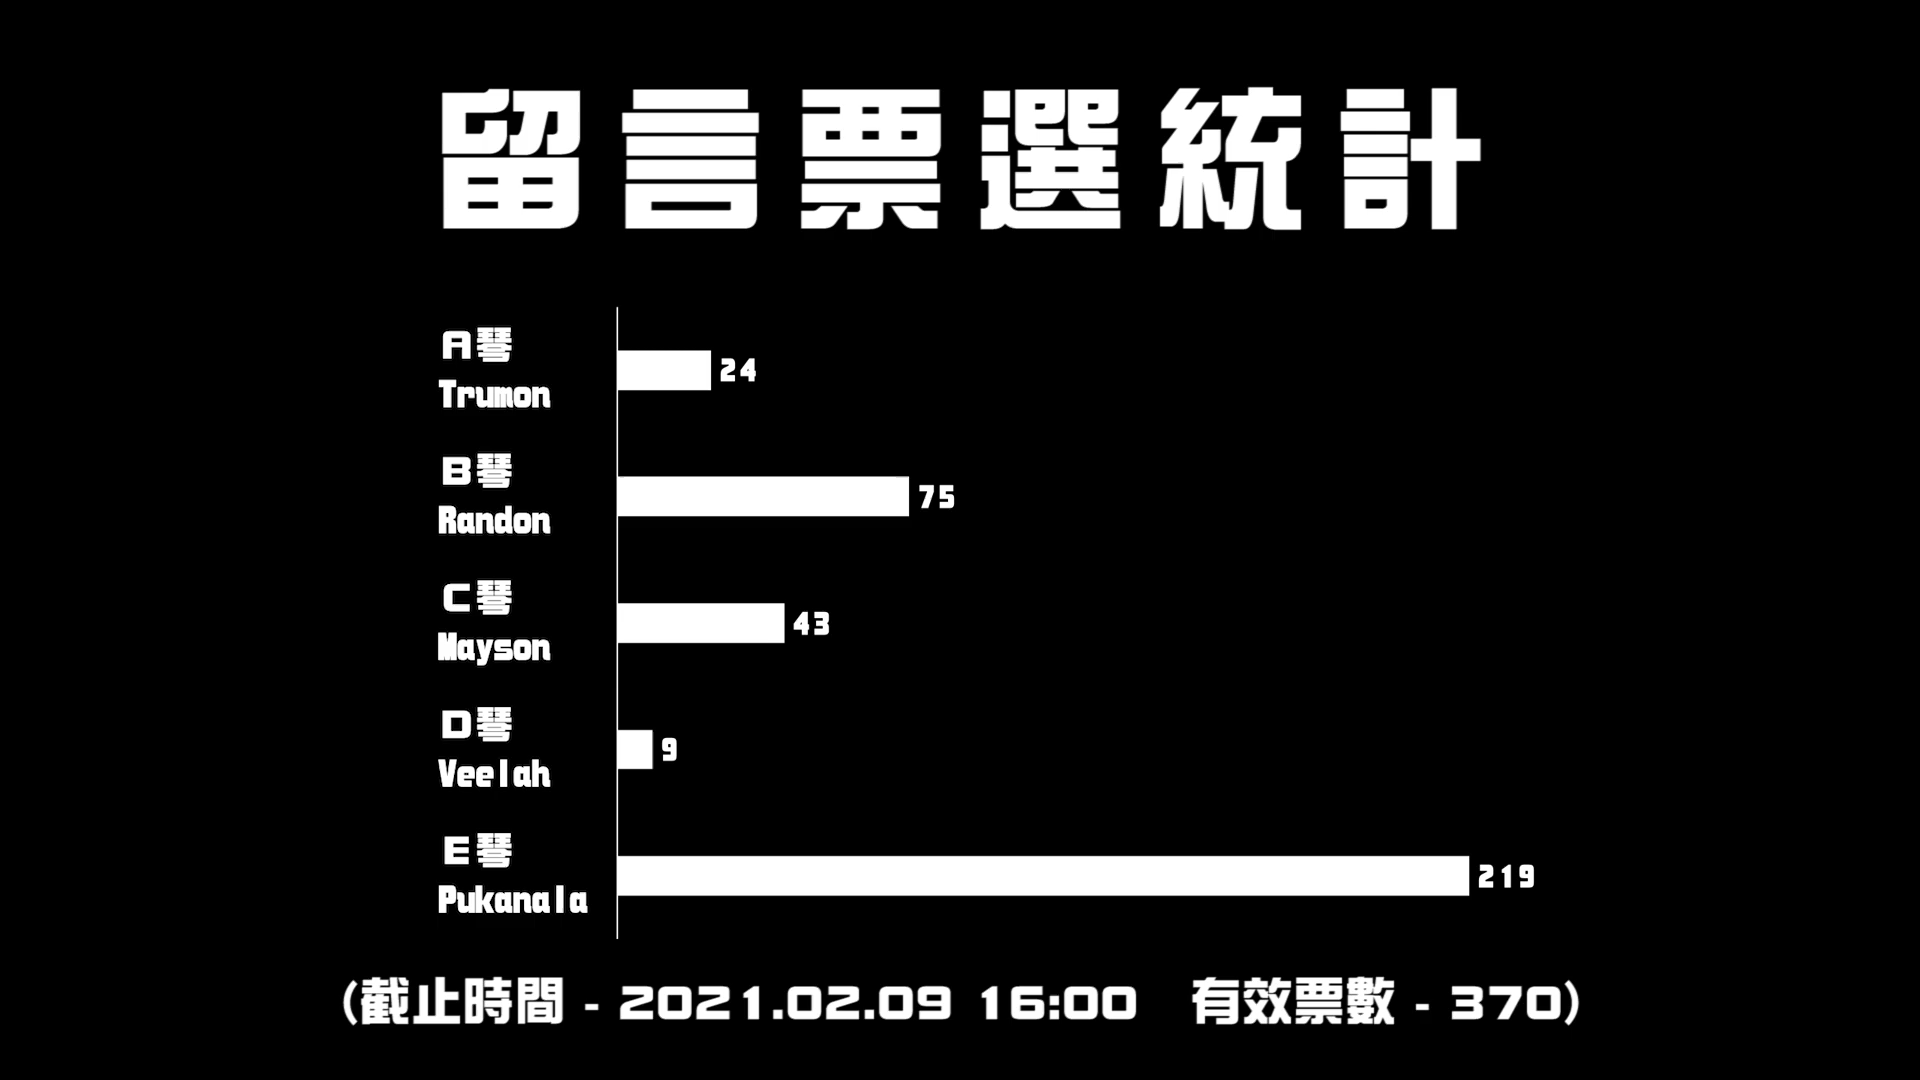 留言票選統計
A琴
Trumon
24
B琴
Randon
75
C琴
Mayson
43
D琴
Veelah
9
E琴
Pukanala
219
(截止時間 - 2021.02.09 16:00 有效票數 - 370)